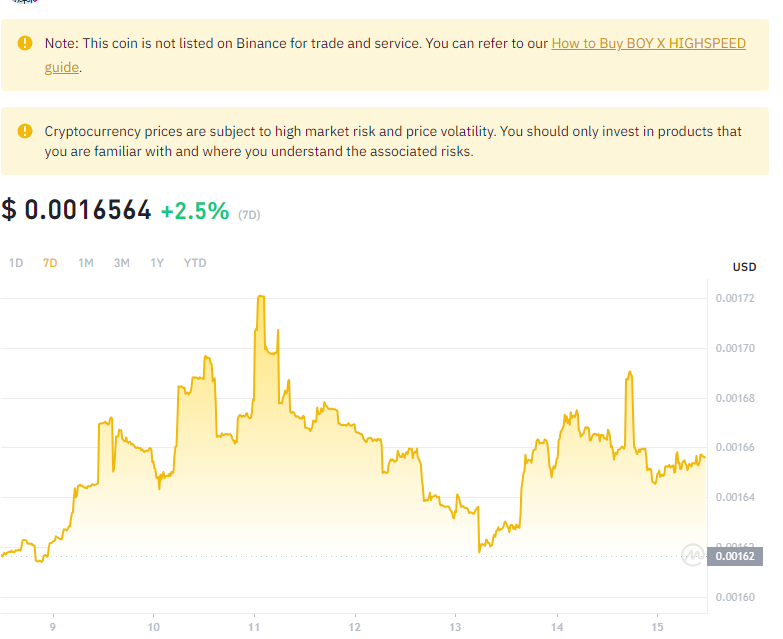 Note: This coin is not listed on Binance for trade and service. You can refer to our How to Buy BOY X HIGHSPEED
guide.
Cryptocurrency prices are subject to high market risk and price volatility. You should only invest in products that
you are familiar with and where you understand the associated risks.
$ 0.0016564 +2.5% (7D)
1D 7D 1M 3M 1Y YTD
USD
0.00172
0.00170
0.00168
0.00166
0.00164
0.00162
0.00160
9 10 11 12 13 14 15